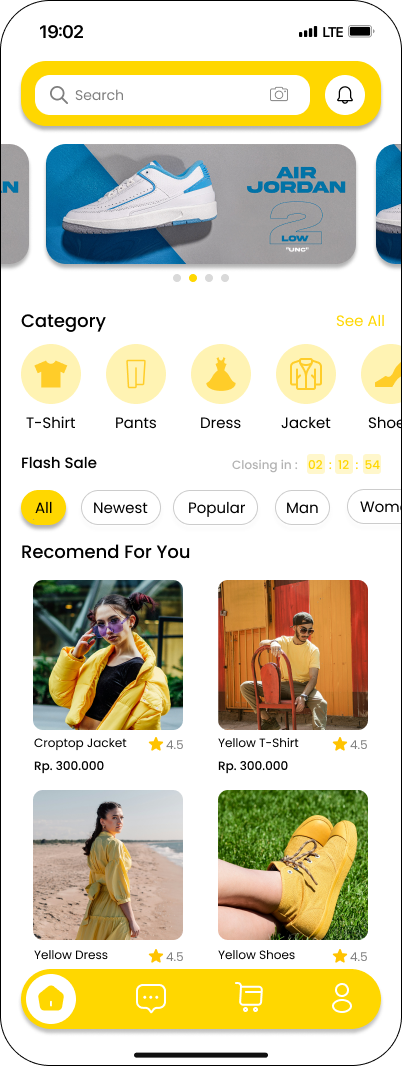 19:02 LTE
Search
N
AIR
JORDAN
2
LOW
"UNC"
Category See All
T-Shirt Pants Dress Jacket Shoe
Flash Sale Closing in : 02 : 12 : 54
All Newest Popular Man Wom
Recomend For You
Croptop Jacket 4.5 Yellow T-Shirt 4.5
Rp. 300.000 Rp. 300.000
Yellow Dress 4.5 Yellow Shoes 4.5